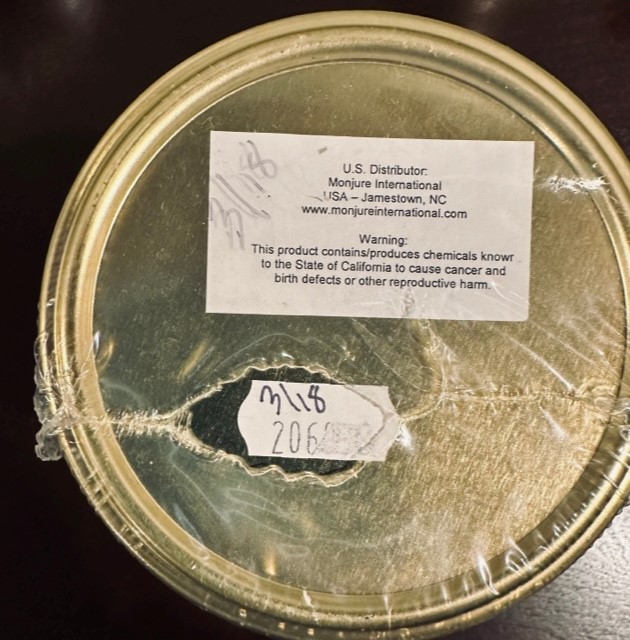 3/18
U.S. Distributor:
Monjure International
USA – Jamestown, NC
www.monjureinternational.com
Warning:
This product contains/produces chemicals known
to the State of California to cause cancer and
birth defects or other reproductive harm.
3/18
206